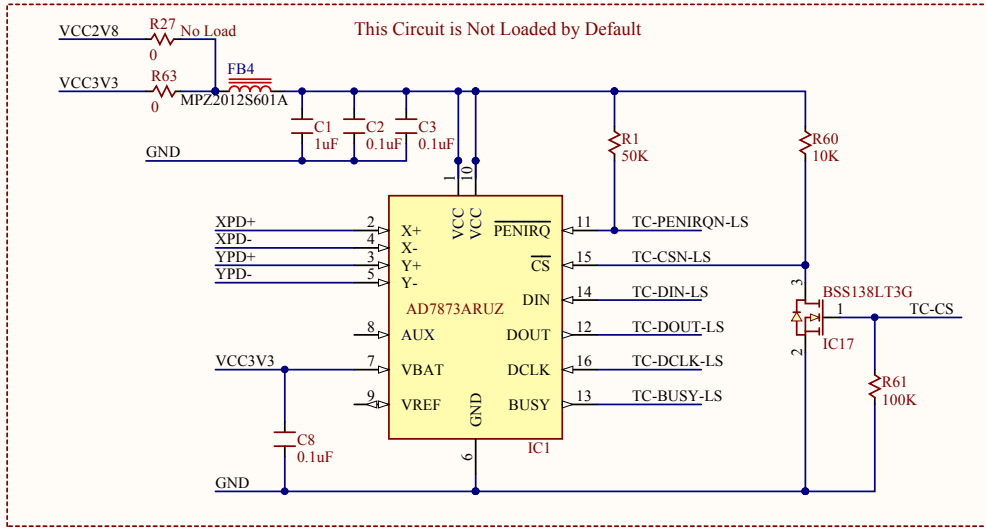 This Circuit is Not Loaded by Default
VCC2V8
R27
No Load
0
VCC3V3
R63
0
FB4
MPZ2012S601A
C1
1uF
C2
0.1uF
C3
0.1uF
GND
R1
50K
R60
10K
1
10
VCC
VCC
XPD+
2
X+
XPD-
4
X-
YPD+
3
Y+
YPD-
5
Y-
PENIRQ
11
TC-PENIRQN-LS
CS
15
TC-CSN-LS
DIN
14
TC-DIN-LS
AD7873ARUZ
8
AUX
DOUT
12
TC-DOUT-LS
VCC3V3
7
VBAT
DCLK
16
TC-DCLK-LS
9
VREF
BUSY
13
TC-BUSY-LS
GND
6
IC1
C8
0.1uF
GND
3
BSS138LT3G
1
TC-CS
IC17
2
R61
100K